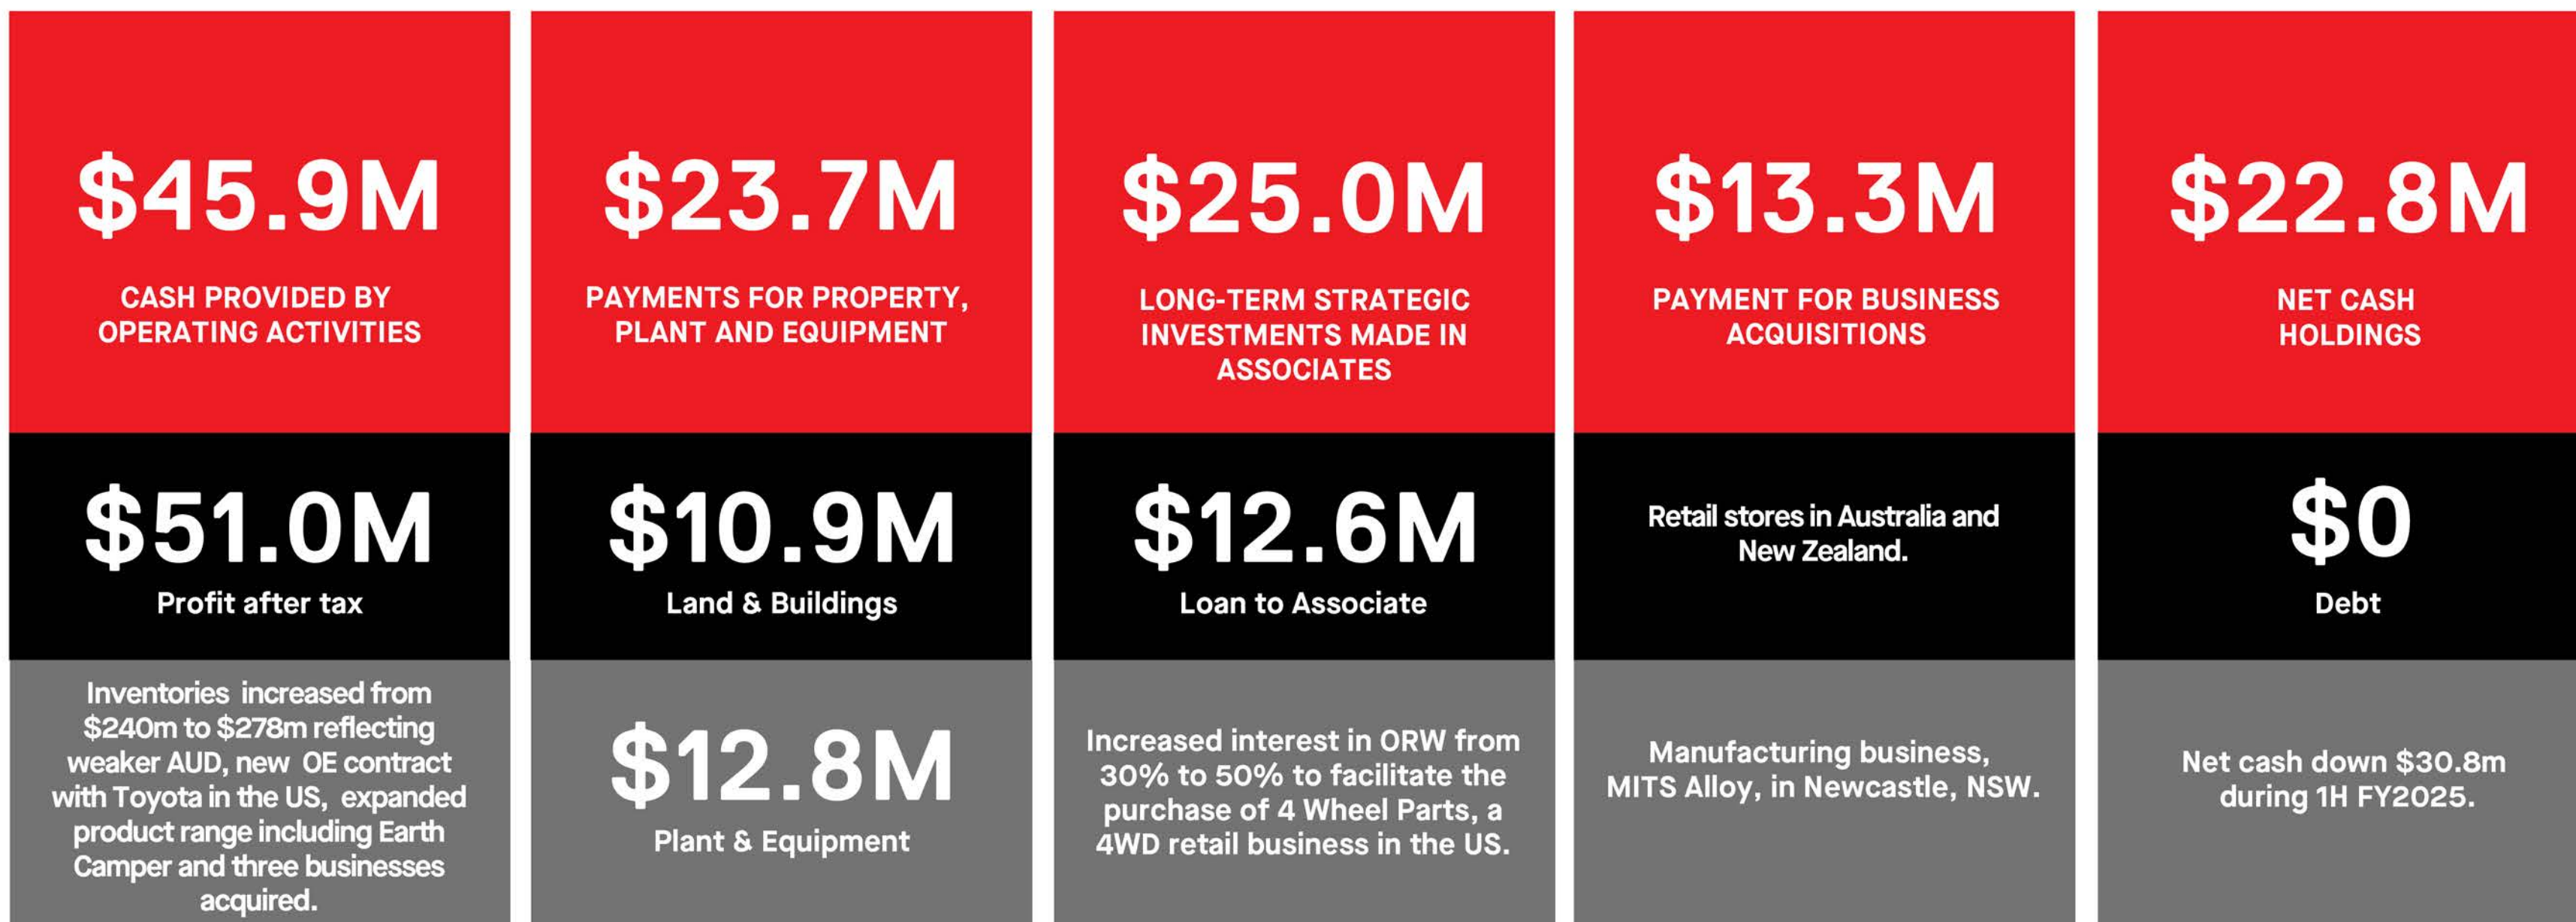 $45.9M
CASH PROVIDED BY
OPERATING ACTIVITIES
$51.0M
Profit after tax
Inventories increased from
$240m to $278m reflecting
weaker AUD, new OE contract
with Toyota in the US, expanded
product range including Earth
Camper and three businesses
acquired.
$23.7M
PAYMENTS FOR PROPERTY,
PLANT AND EQUIPMENT
$10.9M
Land & Buildings
$12.8M
Plant & Equipment
$25.0M
LONG-TERM STRATEGIC
INVESTMENTS MADE IN
ASSOCIATES
$12.6M
Loan to Associate
Increased interest in ORW from
30% to 50% to facilitate the
purchase of 4 Wheel Parts, a
4WD retail business in the US.
$13.3M
PAYMENT FOR BUSINESS
ACQUISITIONS
Retail stores in Australia and
New Zealand.
Manufacturing business,
MITS Alloy, in Newcastle, NSW.
$22.8M
NET CASH
HOLDINGS
$0
Debt
Net cash down $30.8m
during 1H FY2025.